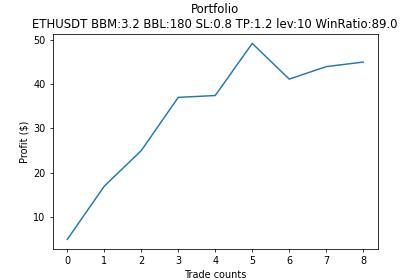 Portfolio
ETHUSDT BBM:3.2 BBL:180 SL:0.8 TP:1.2 lev:10 WinRatio:89.0
50
40
30
20
10
Profit ($)
0 1 2 3 4 5 6 7 8
Trade counts